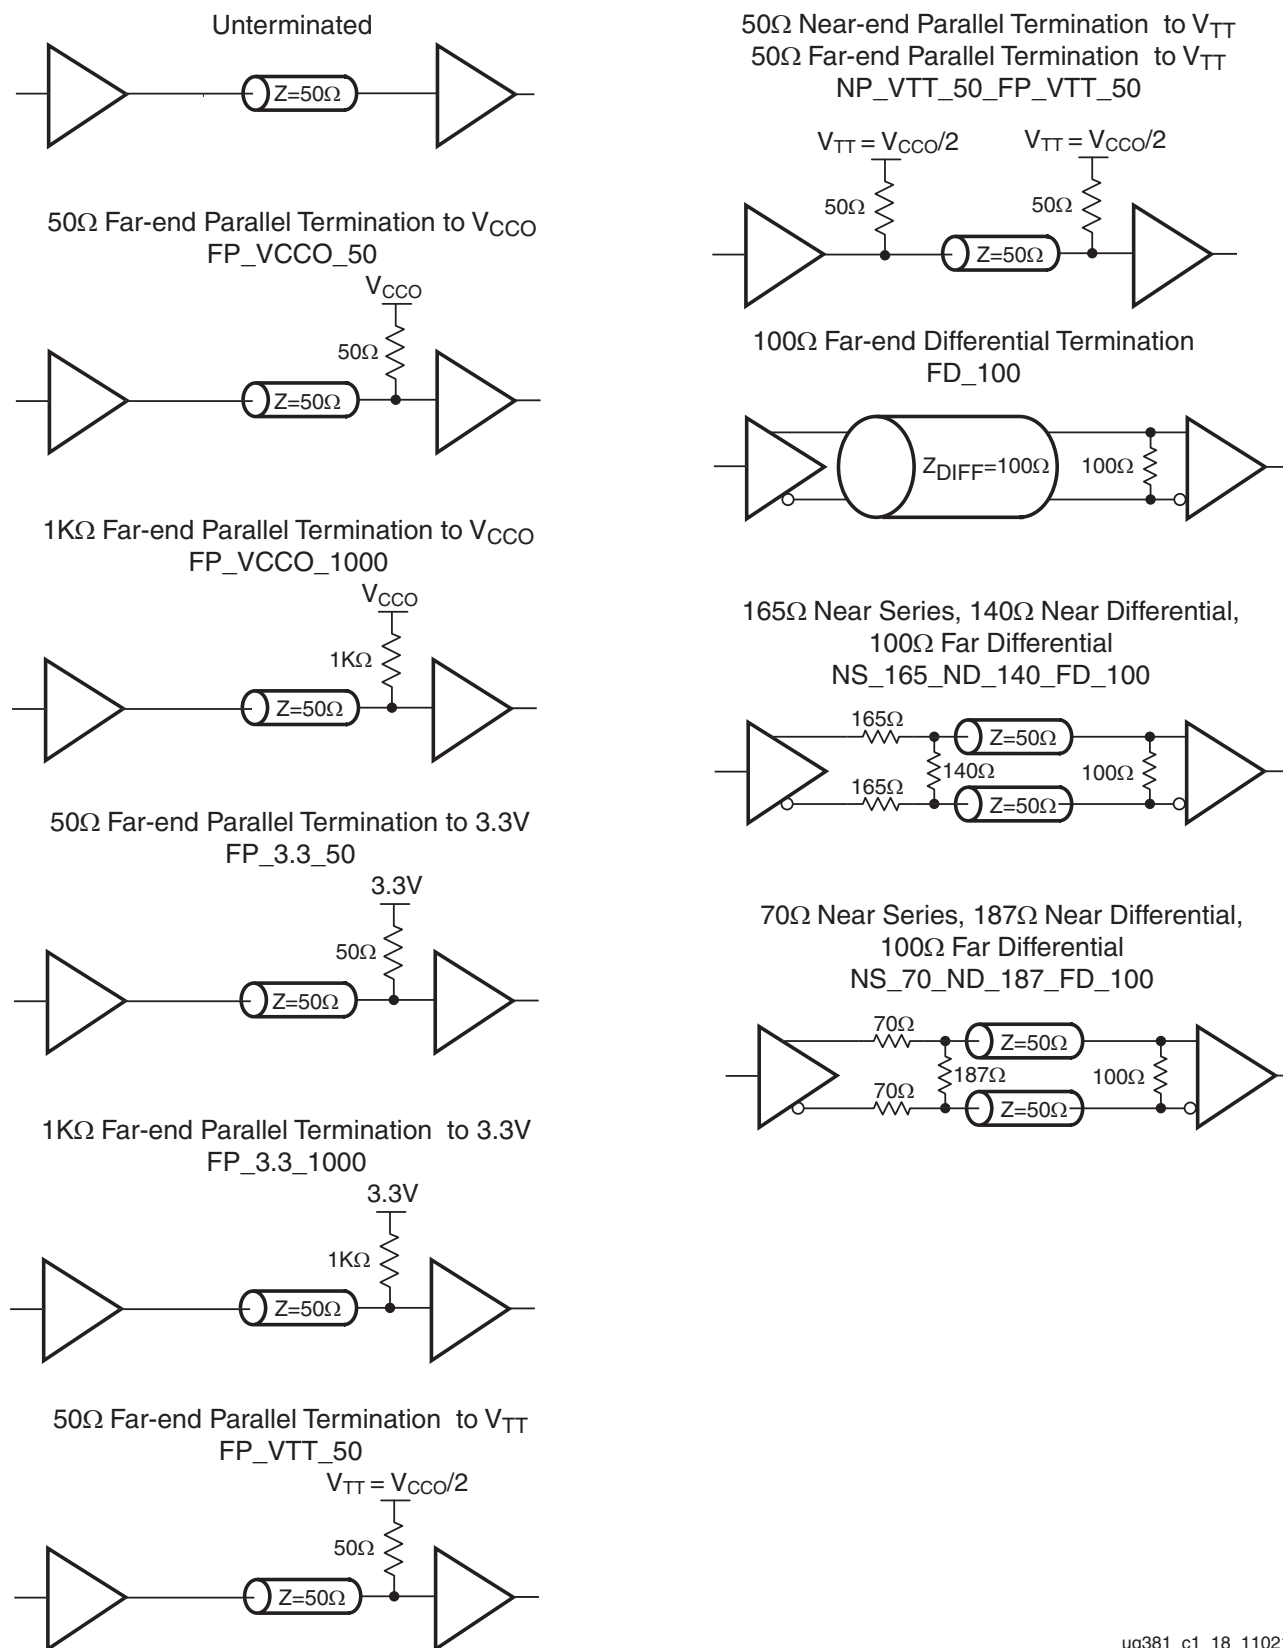 Unterminated
Z=50Ω
50Ω Far-end Parallel Termination to VCCO
FP_VCCO_50
VCCO
50Ω
Z=50Ω
1KΩ Far-end Parallel Termination to VCCO
FP_VCCO_1000
VCCO
1KΩ
Z=50Ω
50Ω Far-end Parallel Termination to 3.3V
FP_3.3_50
3.3V
50Ω
Z=50Ω
1KΩ Far-end Parallel Termination to 3.3V
FP_3.3_1000
3.3V
1KΩ
Z=50Ω
50Ω Far-end Parallel Termination to VTT
FP_VTT_50
VTT = VCCO/2
50Ω
Z=50Ω
50Ω Near-end Parallel Termination to VTT
50Ω Far-end Parallel Termination to VTT
NP_VTT_50_FP_VTT_50
VTT = VCCO/2 VTT = VCCO/2
50Ω 50Ω
Z=50Ω
100Ω Far-end Differential Termination
FD_100
ZDIFF=100Ω 100Ω
165Ω Near Series, 140Ω Near Differential,
100Ω Far Differential
NS_165_ND_140_FD_100
165Ω
Z=50Ω
140Ω 100Ω
165Ω
Z=50Ω
70Ω Near Series, 187Ω Near Differential,
100Ω Far Differential
NS_70_ND_187_FD_100
70Ω
Z=50Ω
187Ω 100Ω
70Ω
Z=50Ω